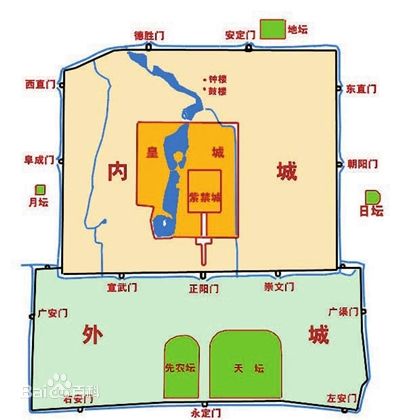 德胜门
安定门
地坛
西直门
钟楼
鼓楼
东直门
皇城
阜成门
朝阳门
内城
紫禁城
月坛
日坛
宣武门
正阳门
崇文门
广安门
广渠门
外城
先农坛
天坛
右安门
永定门
左安门
Bai百科